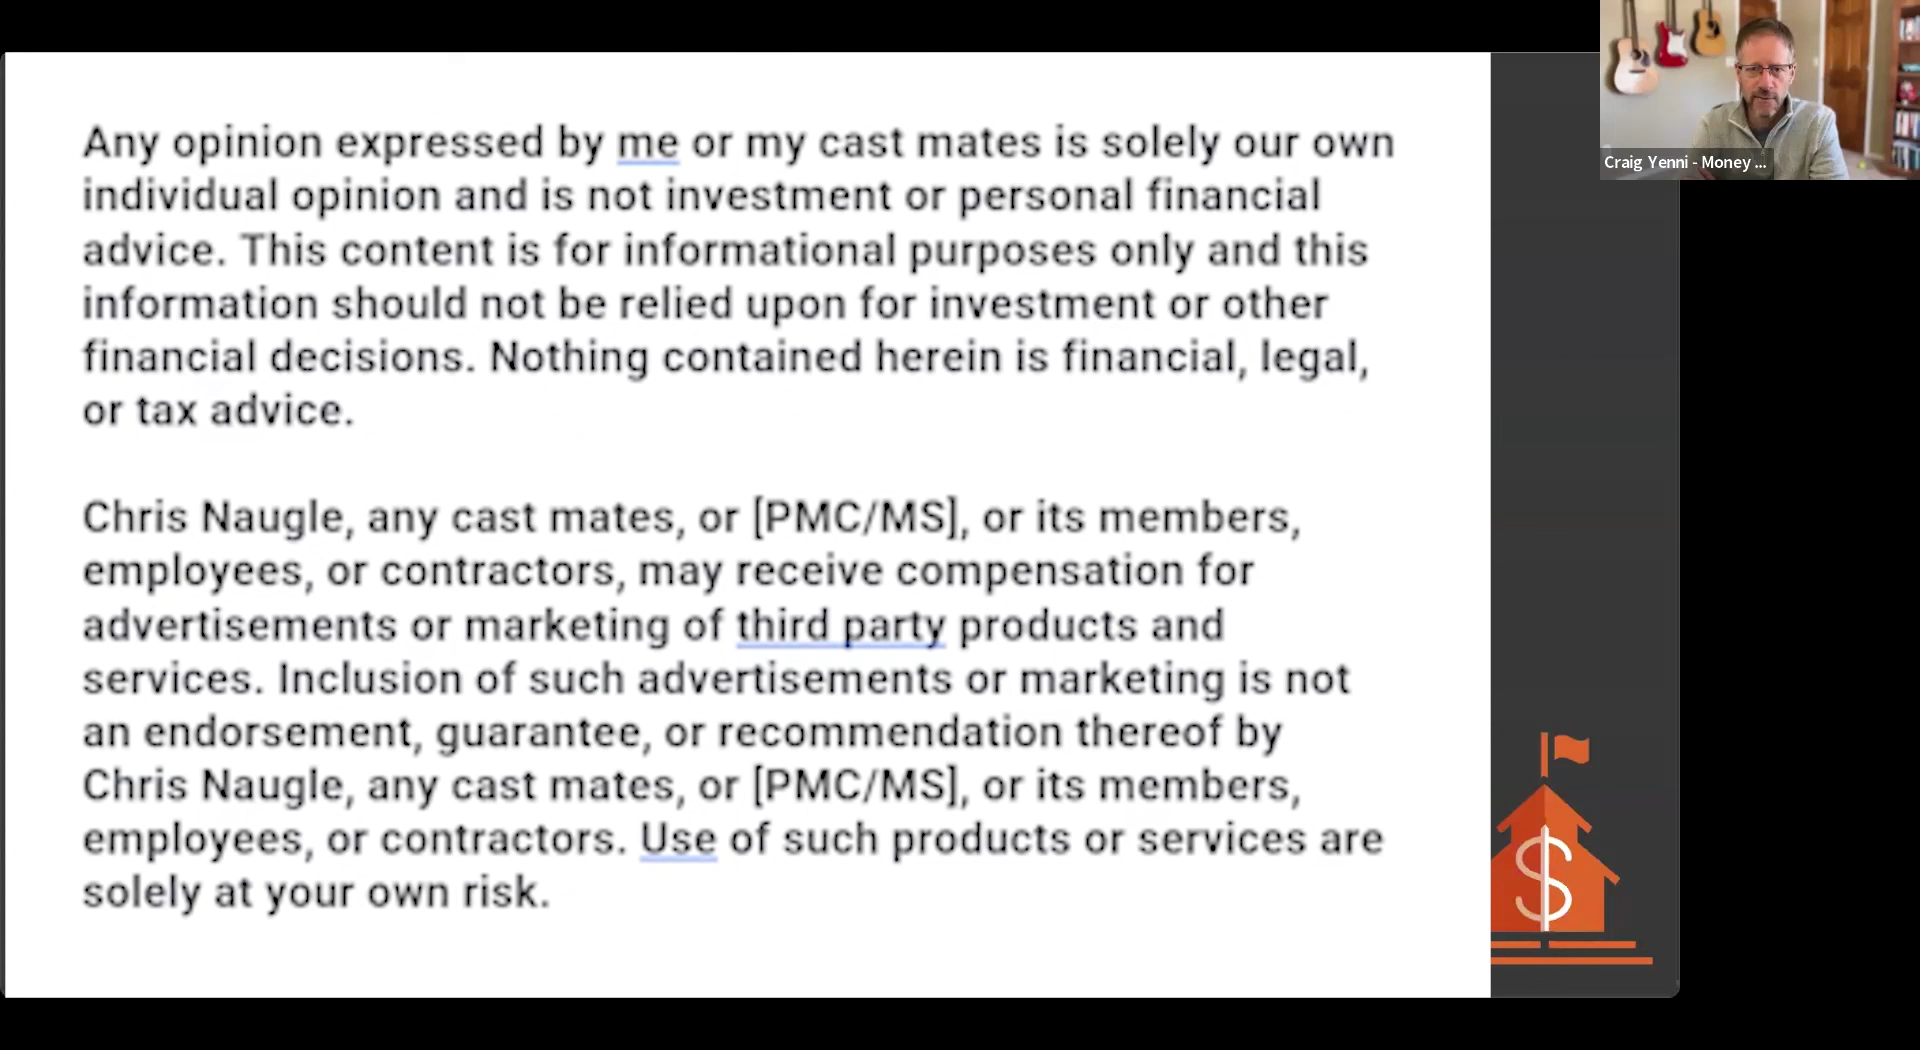 Any opinion expressed by me or my cast mates is solely our own
individual opinion and is not investment or personal financial
advice. This content is for informational purposes only and this
information should not be relied upon for investment or other
financial decisions. Nothing contained herein is financial, legal,
or tax advice.
Chris Naugle, any cast mates, or [PMC/MS], or its members,
employees, or contractors, may receive compensation for
advertisements or marketing of third party products and
services. Inclusion of such advertisements or marketing is not
an endorsement, guarantee, or recommendation thereof by
Chris Naugle, any cast mates, or [PMC/MS], or its members,
employees, or contractors. Use of such products or services are
solely at your own risk.
Craig Yenni - Money ...
$